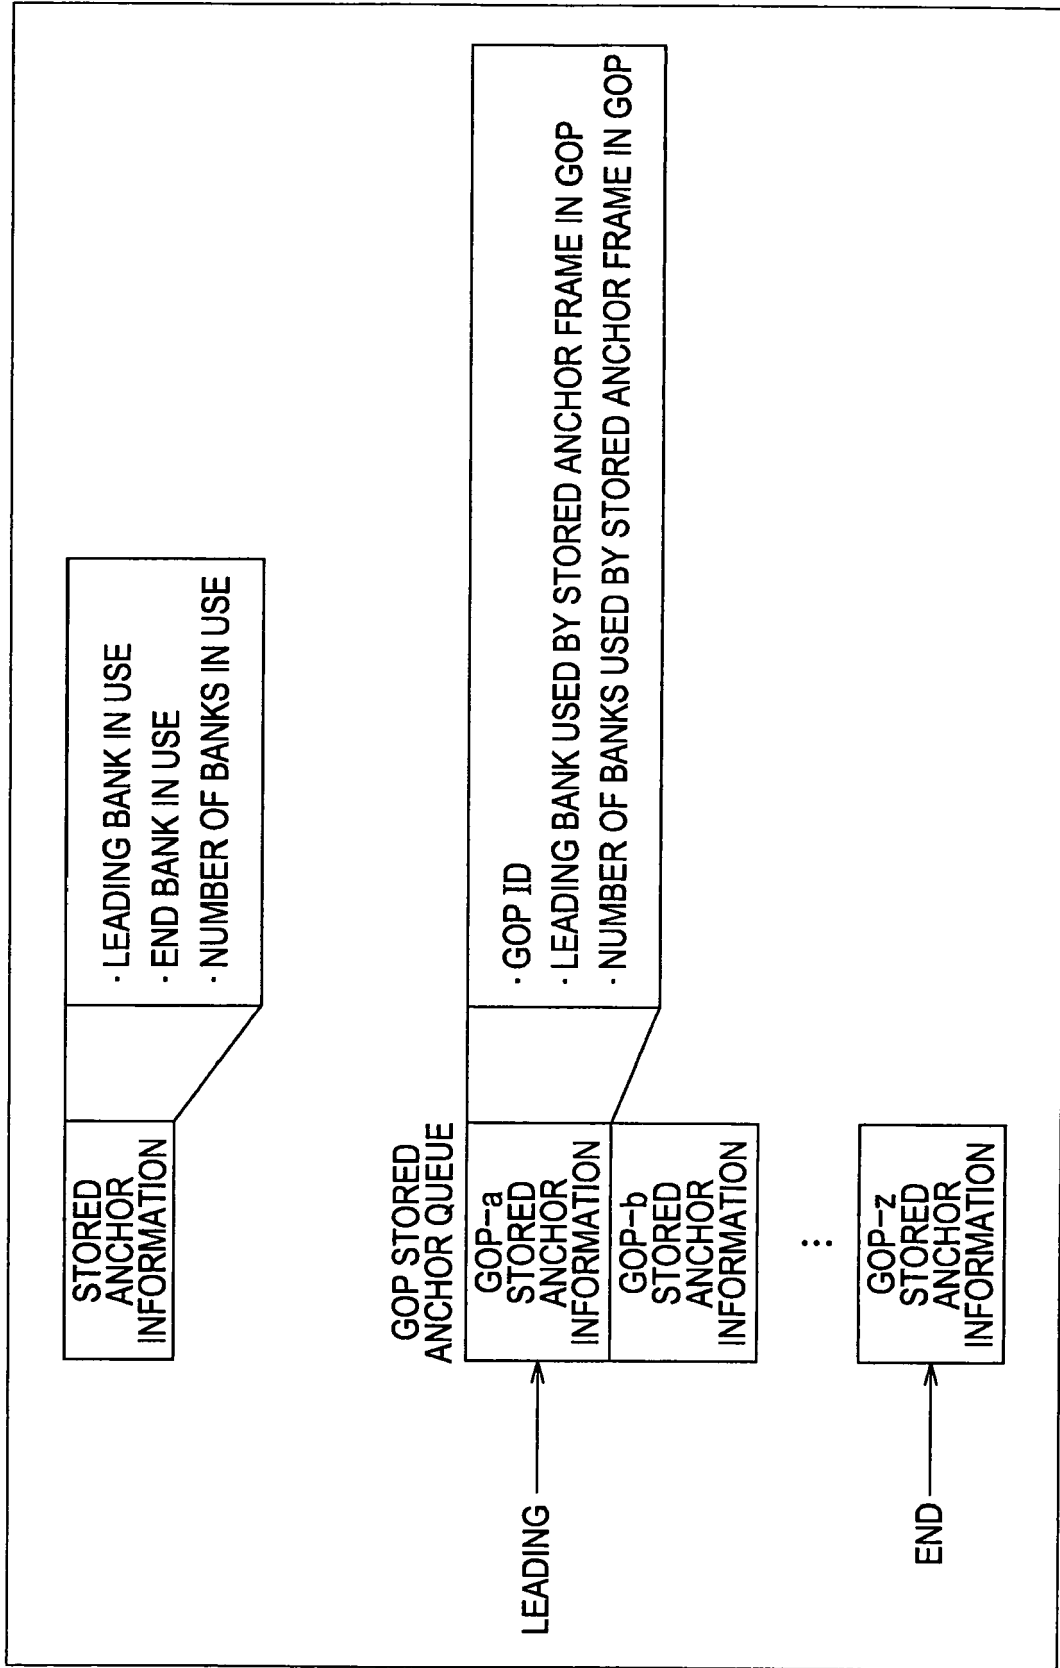 STORED
ANCHOR
INFORMATION
· LEADING BANK IN USE
· END BANK IN USE
· NUMBER OF BANKS IN USE
GOP STORED
ANCHOR QUEUE
LEADING
GOP-a
STORED
ANCHOR
INFORMATION
· GOP ID
· LEADING BANK USED BY STORED ANCHOR FRAME IN GOP
· NUMBER OF BANKS USED BY STORED ANCHOR FRAME IN GOP
GOP-b
STORED
ANCHOR
INFORMATION
...
END
GOP-z
STORED
ANCHOR
INFORMATION